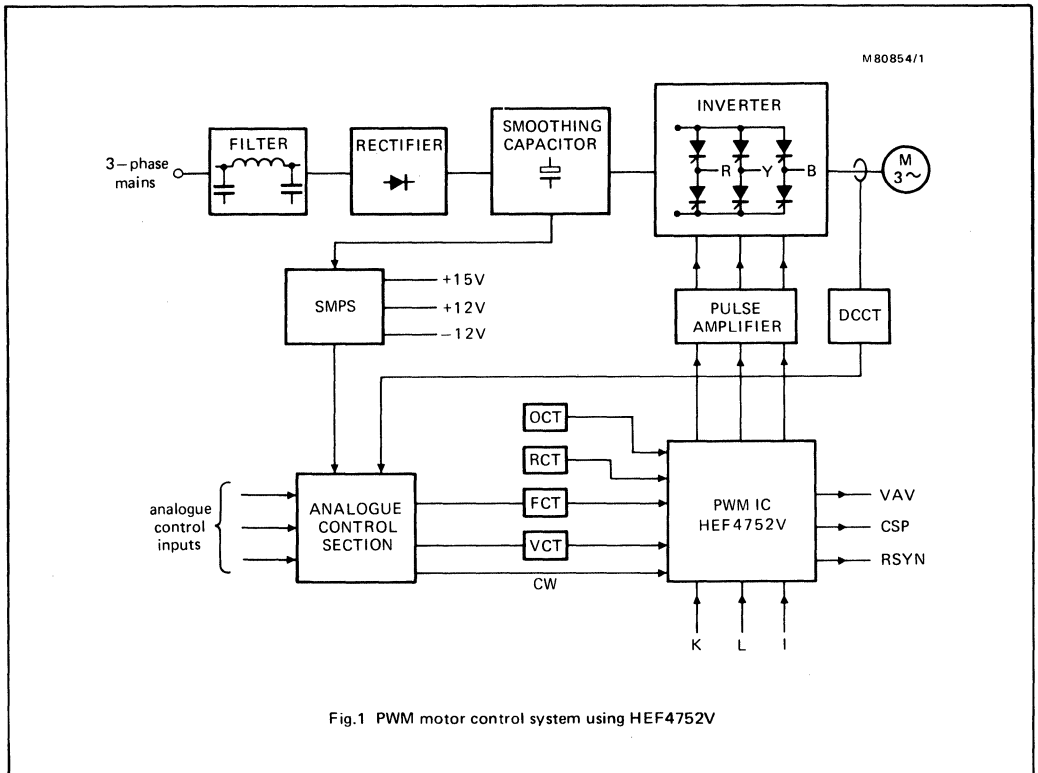 M80854/1
INVERTER
SMOOTHING
CAPACITOR
FILTER
RECTIFIER
3-phase
mains
R
Y
B
M
3~
SMPS
+15V
+12V
-12V
PULSE
AMPLIFIER
DCCT
OCT
RCT
FCT
VCT
CW
analogue
control
inputs
ANALOGUE
CONTROL
SECTION
PWM IC
HEF4752V
VAV
CSP
RSYN
K
L
I
Fig.1 PWM motor control system using HEF4752V